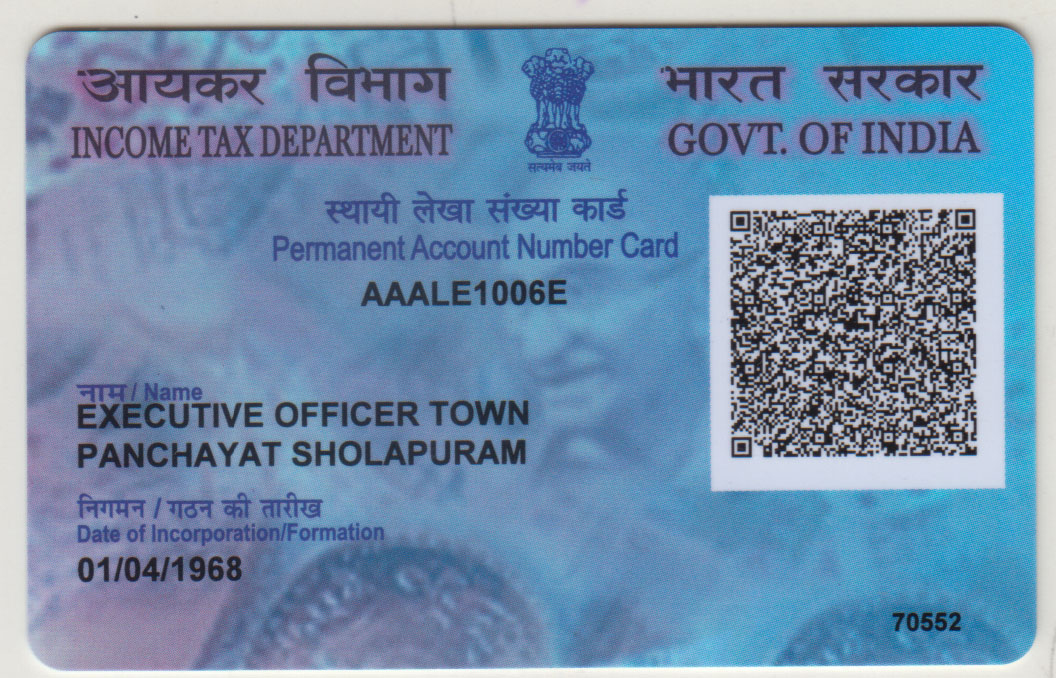 आयकर विभाग
INCOME TAX DEPARTMENT
सत्यमेव जयते
भारत सरकार
GOVT. OF INDIA
स्थायी लेखा संख्या कार्ड
Permanent Account Number Card
AAALE1006E
नाम / Name
EXECUTIVE OFFICER TOWN
PANCHAYAT SHOLAPURAM
निगमन / गठन की तारीख
Date of Incorporation/Formation
01/04/1968
70552